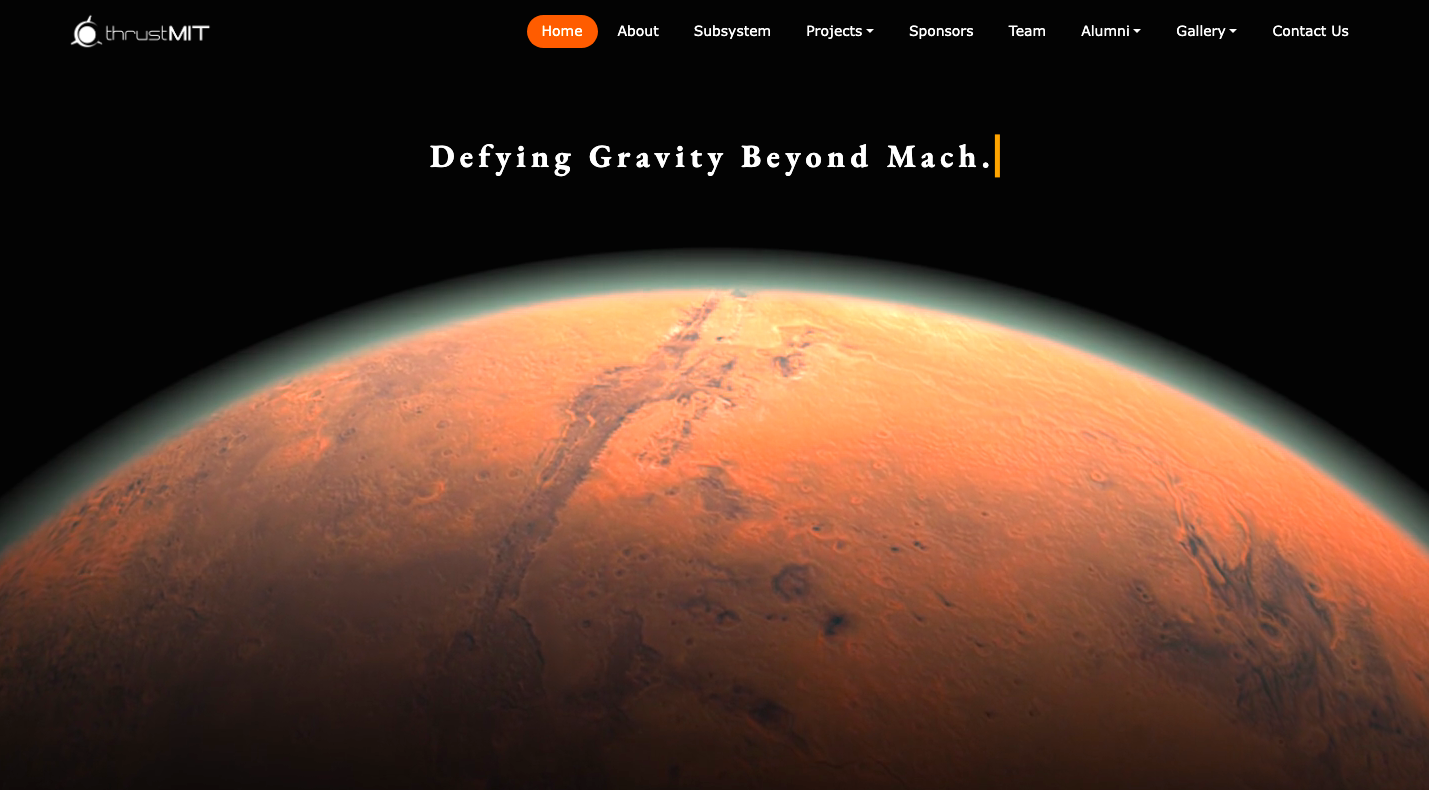 thrustMIT
Home About Subsystem Projects Sponsors Team Alumni Gallery Contact Us
Defying Gravity Beyond Mach.